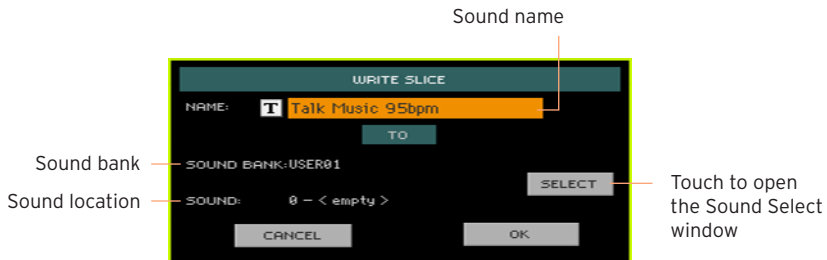 Sound name
WRITE SLICE
NAME: T Talk Music 95bpm
TO
Sound bank
SOUND BANK:USER01
SELECT
Sound location
SOUND: 0 - < empty >
Touch to open
the Sound Select
window
CANCEL OK